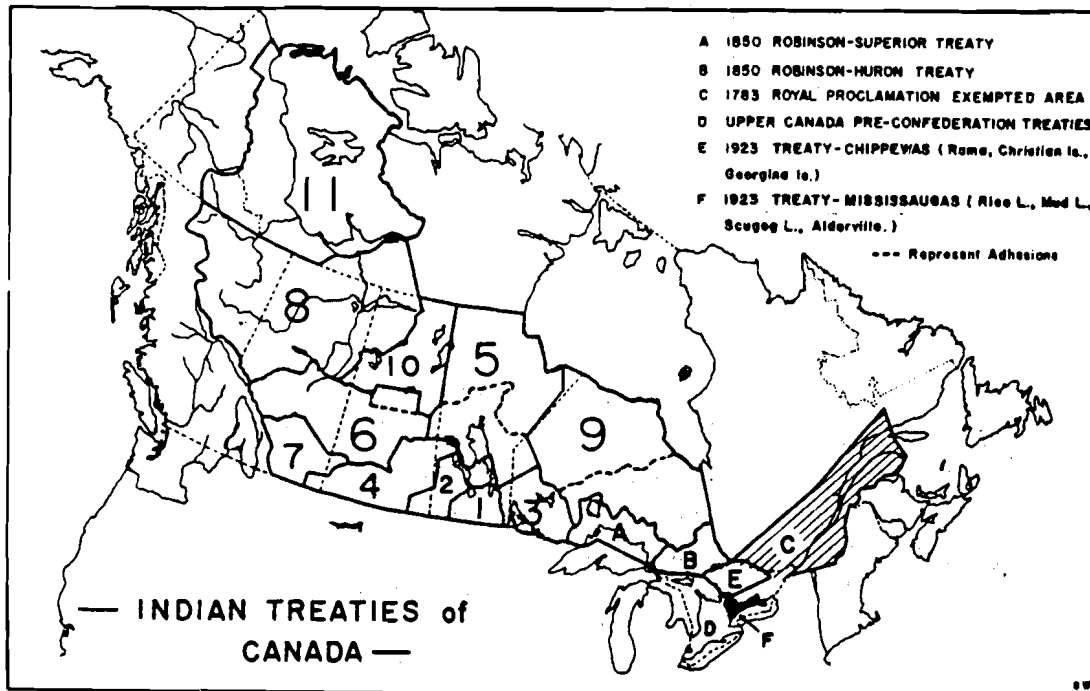 A 1850 ROBINSON-SUPERIOR TREATY
B 1850 ROBINSON-HURON TREATY
C 1783 ROYAL PROCLAMATION EXEMPTED AREA
D UPPER CANADA PRE-CONFEDERATION TREATIES
E 1923 TREATY-CHIPPEWAS (Rama, Christian Is.,
Georgina Is.)
F 1923 TREATY-MISSISSAUGAS (Rice L., Mud L.,
Scugog L., Alderville.)
--- Represent Adhesions
11
8
10
5
6
9
7
4
2
1
3
A
B
C
E
D
F
— INDIAN TREATIES of
CANADA —